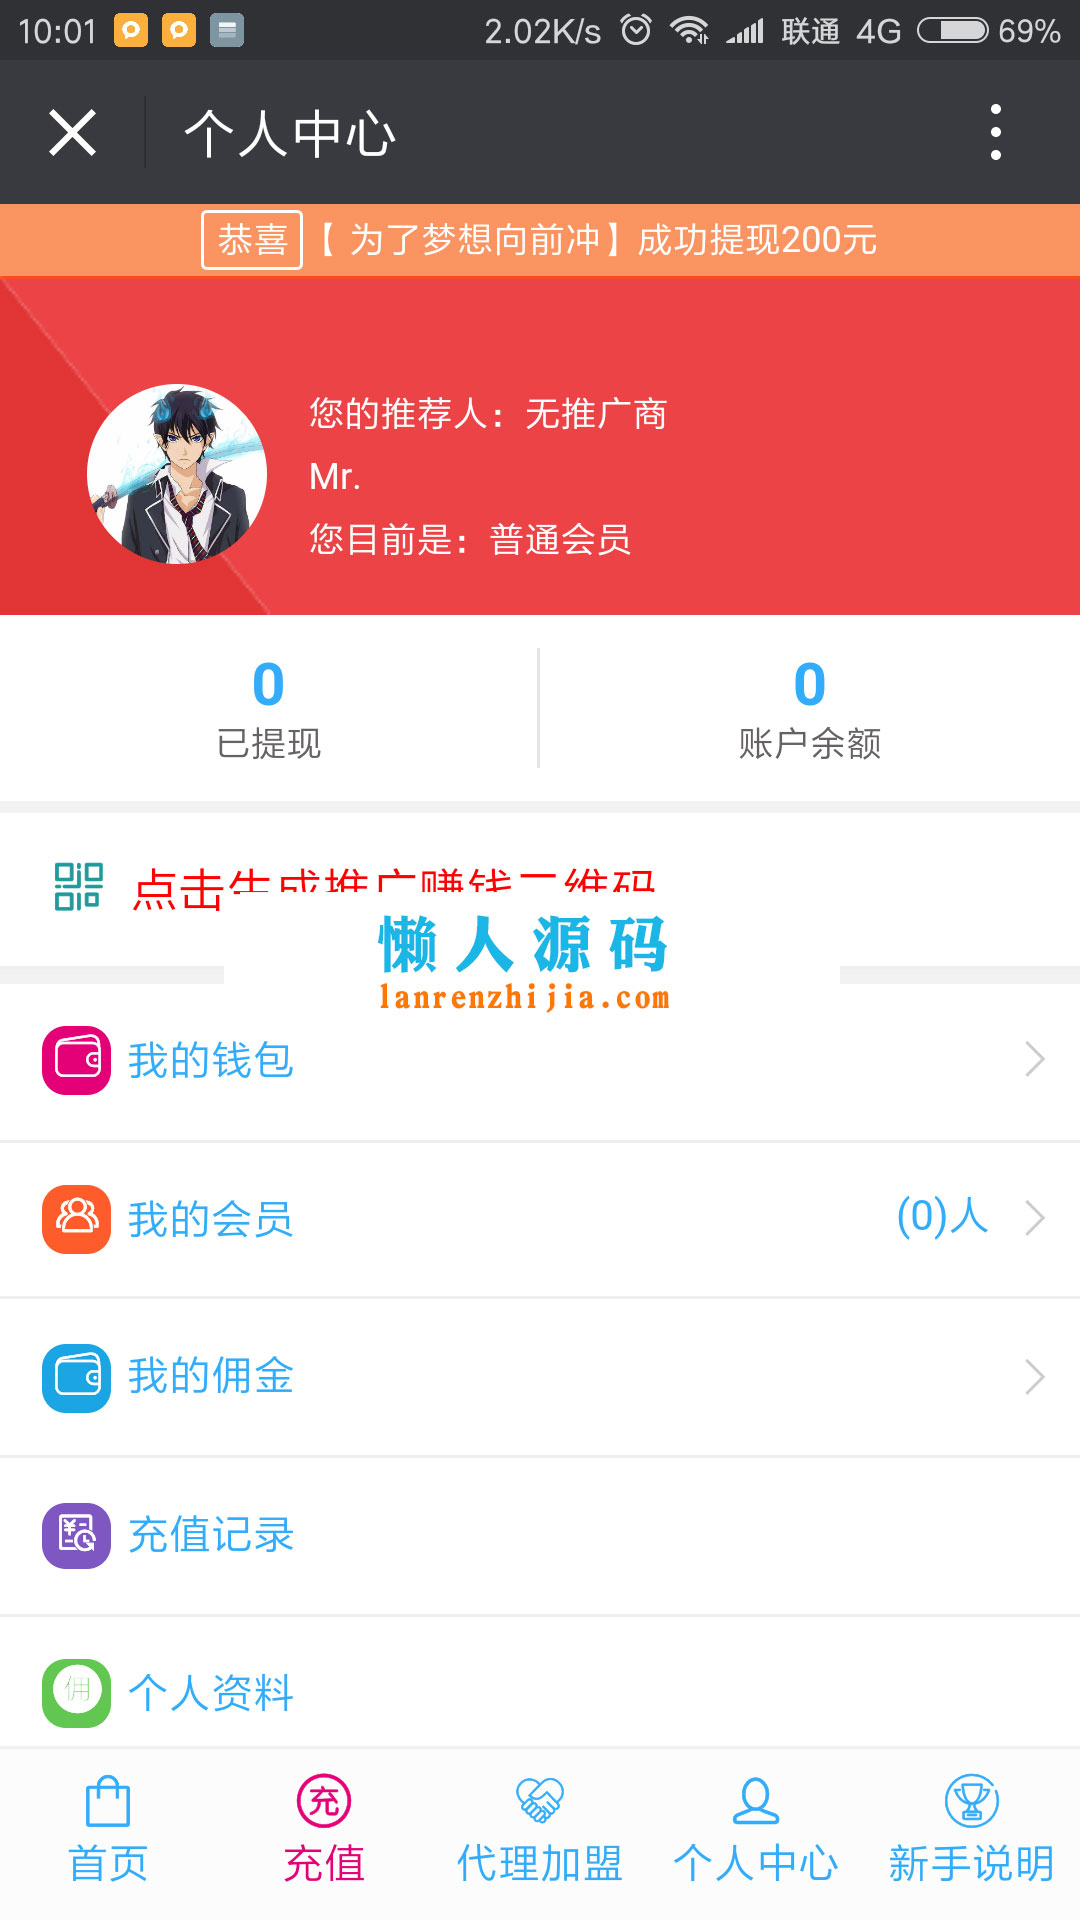 10:01 2.02K/s 联通 4G 69%
个人中心
恭喜【 为了梦想向前冲】成功提现200元
您的推荐人：无推广商
Mr.
您目前是：普通会员
0 0
已提现 账户余额
点击生成推广赚钱二维码
懒人源码
lanrenzhijia.com
我的钱包
我的会员 (0)人
我的佣金
充值记录
佣 个人资料
充
首页 充值 代理加盟 个人中心 新手说明